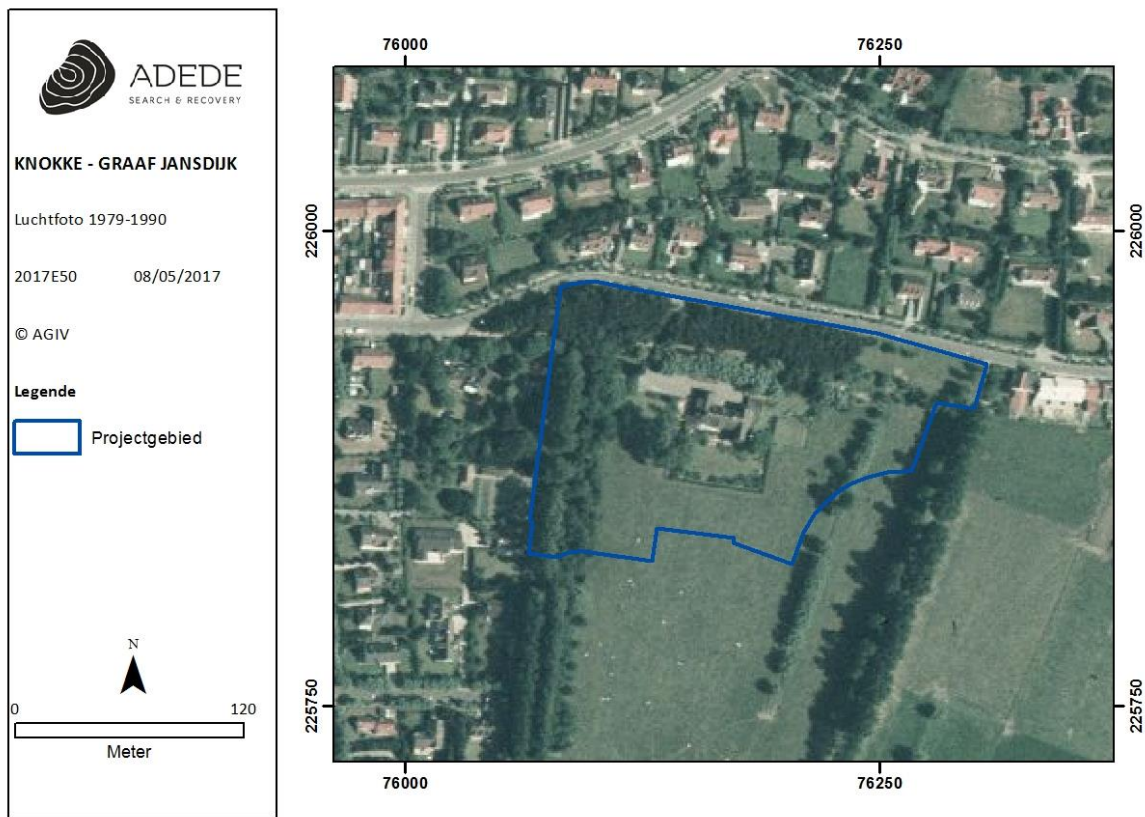 ADEDE
SEARCH & RECOVERY
KNOKKE - GRAAF JANSDIJK
Luchtfoto 1979-1990
2017E50 08/05/2017
© AGIV
Legende
Projectgebied
N
0 120
Meter
76000 76250
226000 226000
225750 225750
76000 76250